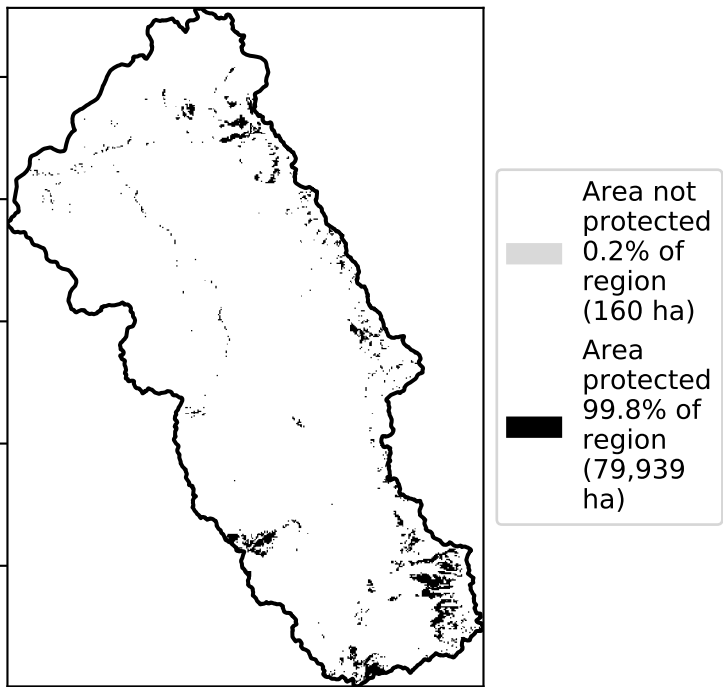 Area not
protected
0.2% of
region
(160 ha)
Area
protected
99.8% of
region
(79,939
ha)